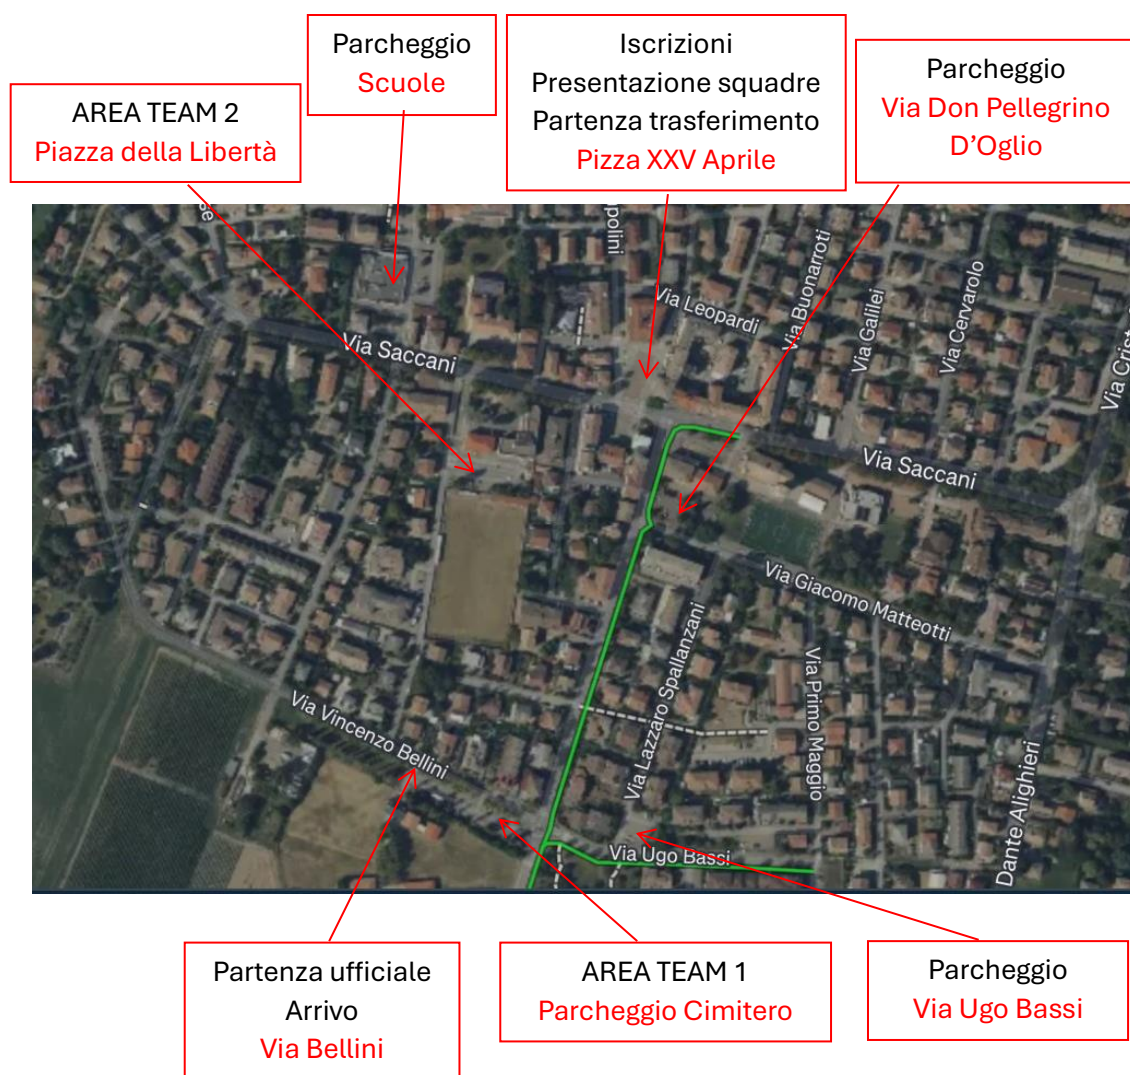 Parcheggio
Scuole
Iscrizioni
Presentazione squadre
Partenza trasferimento
Pizza XXV Aprile
Parcheggio
Via Don Pellegrino
D’Oglio
AREA TEAM 2
Piazza della Libertà
se
polini
Via Leopardi
Via Buonarroti
Via Galilei
Via Cervarolo
Via Crist
Via Saccani
Via Saccani
Via Giacomo Matteotti
Via Lazzaro Spallanzani
Via Primo Maggio
Via Vincenzo Bellini
Dante Alighieri
Via Ugo Bassi
Partenza ufficiale
Arrivo
Via Bellini
AREA TEAM 1
Parcheggio Cimitero
Parcheggio
Via Ugo Bassi